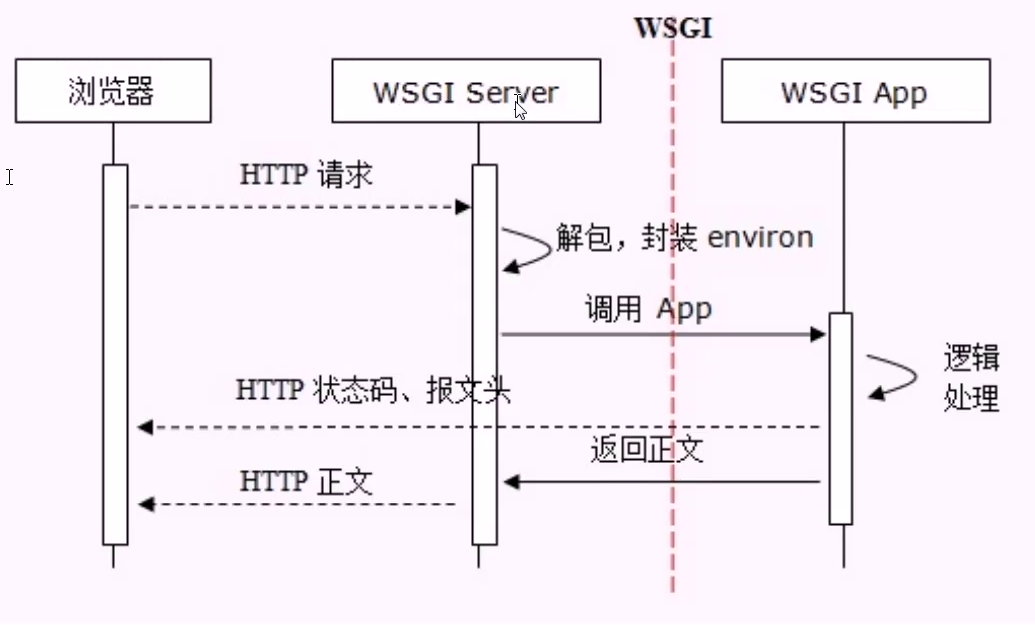 WSGI
浏览器
WSGI Server
WSGI App
HTTP 请求
解包，封装 environ
调用 App
逻辑
处理
HTTP 状态码、报文头
返回正文
HTTP 正文